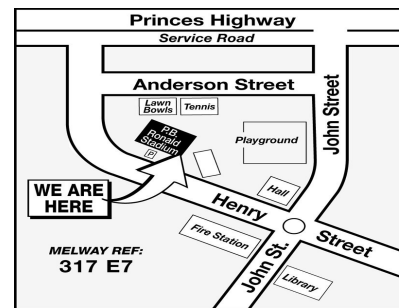 Princes Highway
Service Road
Anderson Street
Lawn
Bowls
Tennis
John Street
P.B.
Ronald
Stadium
P
Playground
WE ARE
HERE
Hall
Henry
Street
Fire Station
MELWAY REF:
317 E7
John St.
Library